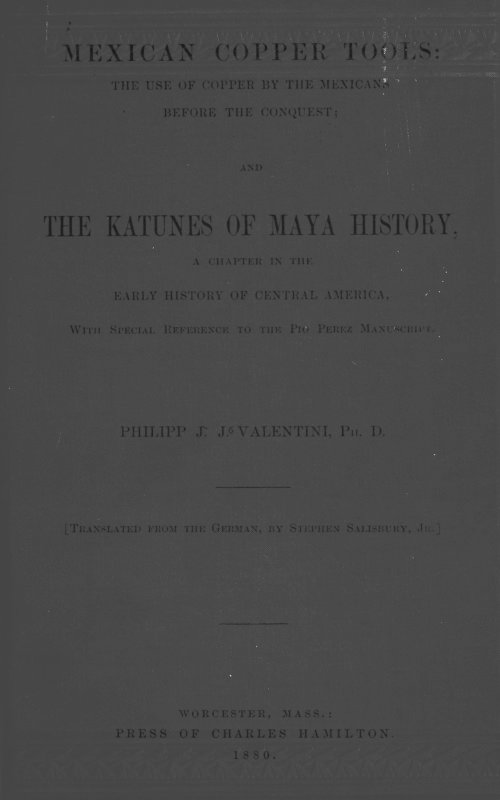 MEXICAN COPPER TOOLS:
THE USE OF COPPER BY THE MEXICANS
BEFORE THE CONQUEST;
AND
THE KATUNES OF MAYA HISTORY,
A CHAPTER IN THE
EARLY HISTORY OF CENTRAL AMERICA,
WITH SPECIAL REFERENCE TO THE PIO PEREZ MANUSCRIPT.
PHILIPP J. J. VALENTINI, PH. D.
[TRANSLATED FROM THE GERMAN, BY STEPHEN SALISBURY, JR.]
WORCESTER, MASS.:
PRESS OF CHARLES HAMILTON.
1880.